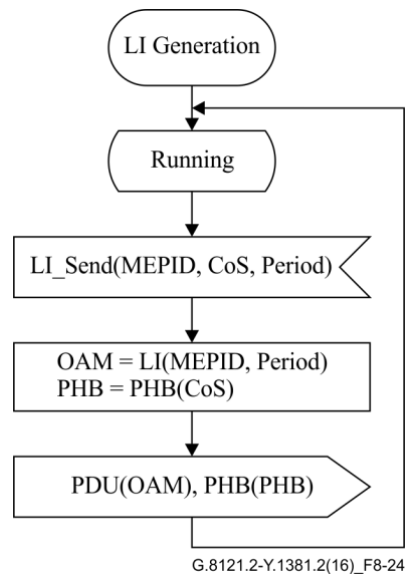 LI Generation
Running
LI_Send(MEPID, CoS, Period)
OAM = LI(MEPID, Period)
PHB = PHB(CoS)
PDU(OAM), PHB(PHB)
G.8121.2-Y.1381.2(16)_F8-24